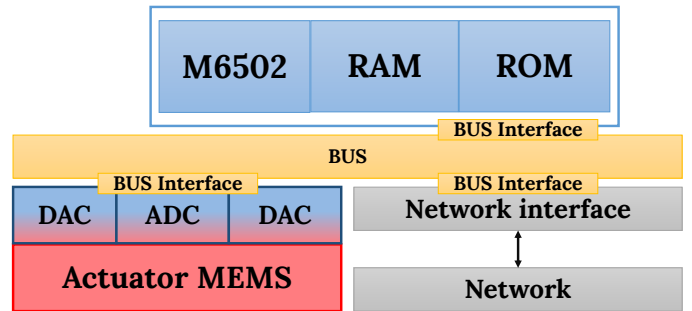 M6502 RAM ROM
BUS Interface
BUS
BUS Interface BUS Interface
DAC ADC DAC Network interface
Actuator MEMS Network